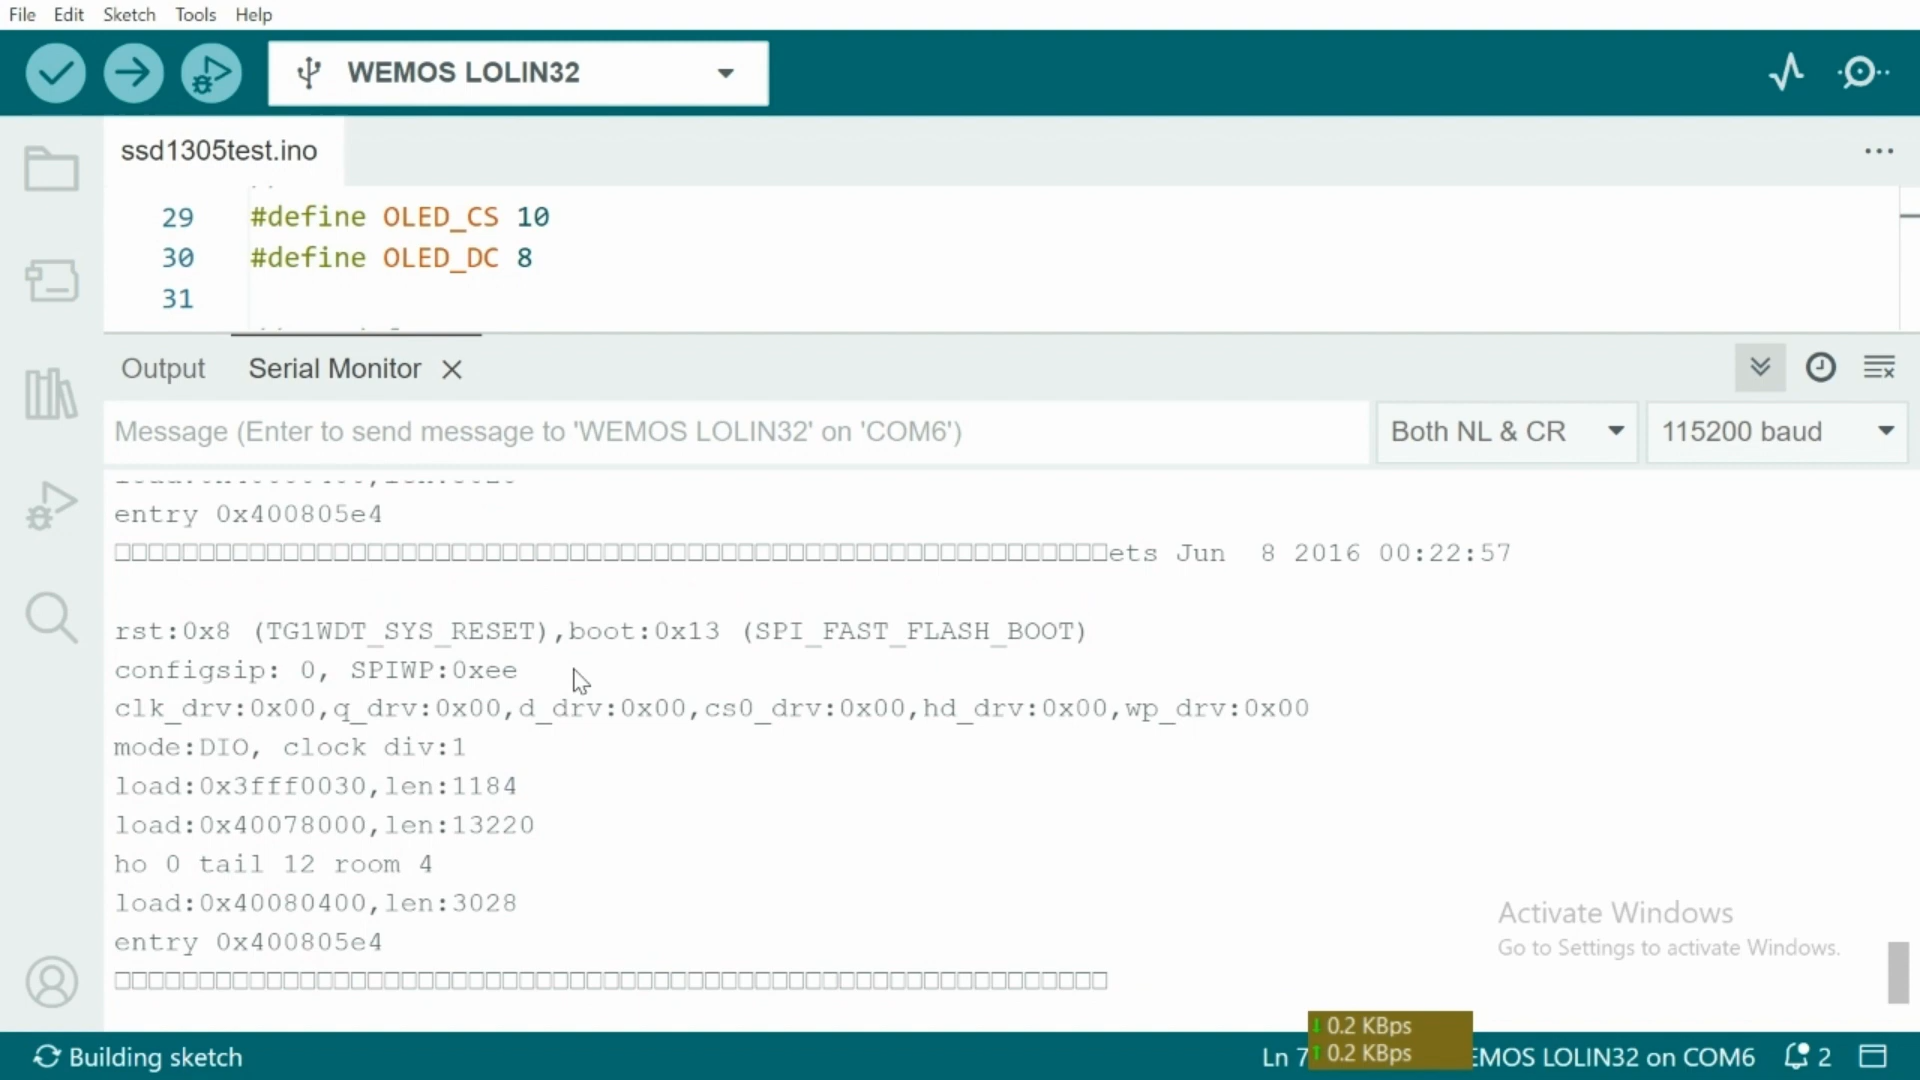 File Edit Sketch Tools Help
WEMOS LOLIN32
ssd1305test.ino
29 #define OLED_CS 10
30 #define OLED_DC 8
31
Output Serial Monitor
Message (Enter to send message to 'WEMOS LOLIN32' on 'COM6') Both NL & CR 115200 baud
entry 0x400805e4
ets Jun 8 2016 00:22:57
rst:0x8 (TG1WDT_SYS_RESET),boot:0x13 (SPI_FAST_FLASH_BOOT)
configsip: 0, SPIWP:0xee
clk_drv:0x00,q_drv:0x00,d_drv:0x00,cs0_drv:0x00,hd_drv:0x00,wp_drv:0x00
mode:DIO, clock div:1
load:0x3fff0030,len:1184
load:0x40078000,len:13220
ho 0 tail 12 room 4
load:0x40080400,len:3028
entry 0x400805e4
Activate Windows
Go to Settings to activate Windows.
0.2 KBps
0.2 KBps
Building sketch Ln 7 EMOS LOLIN32 on COM6 2